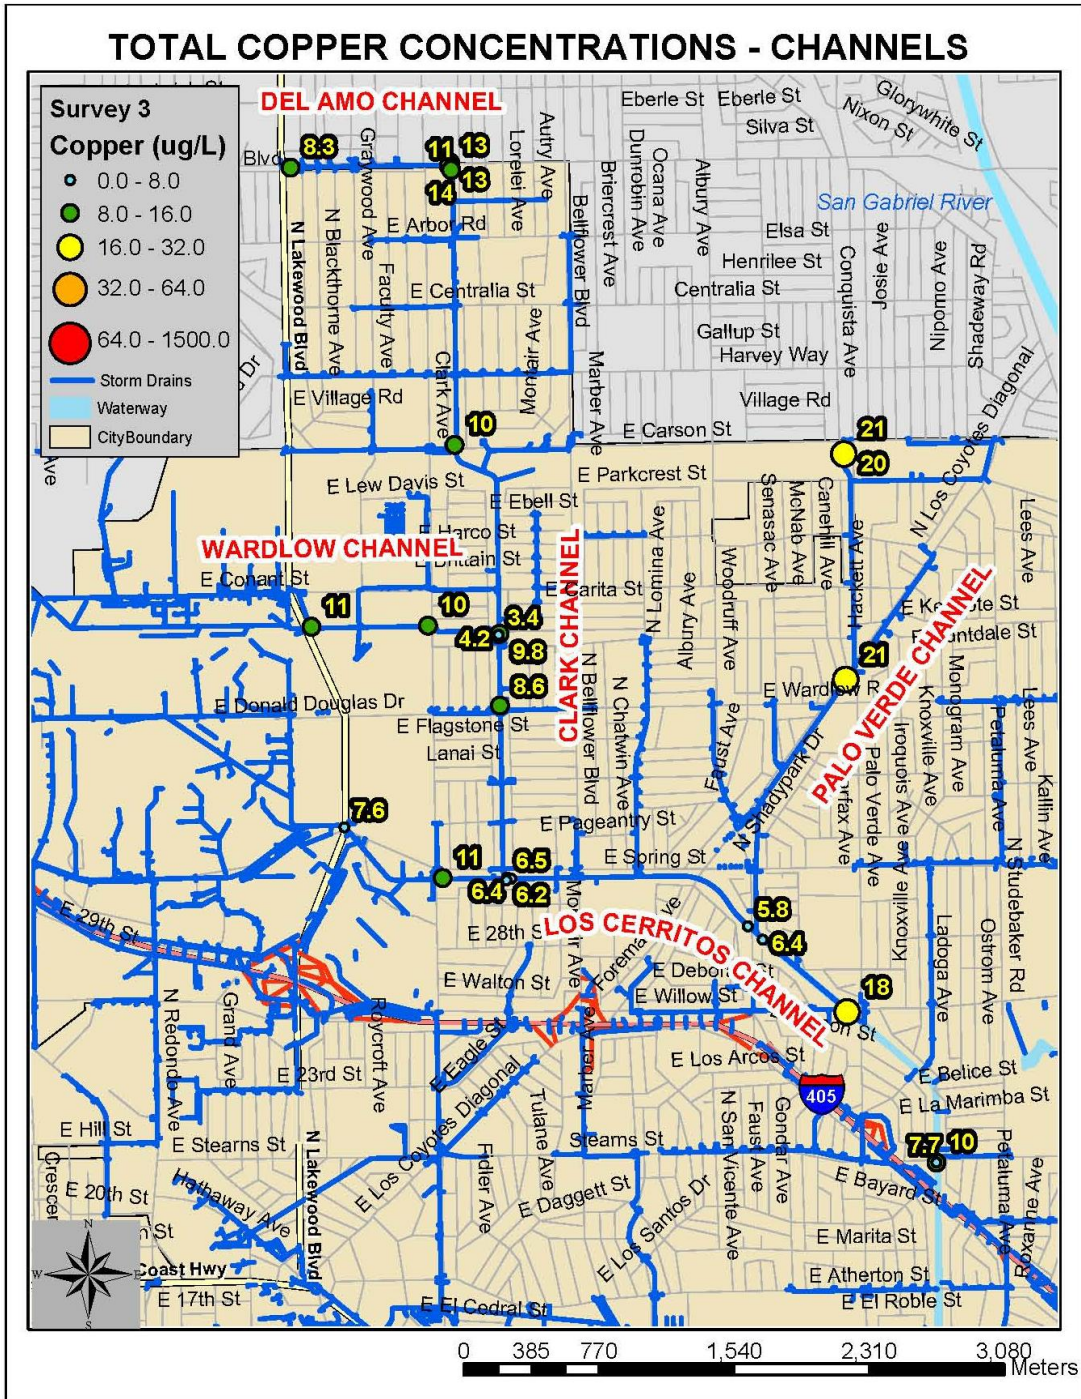 TOTAL COPPER CONCENTRATIONS - CHANNELS
Survey 3
Copper (ug/L)
0.0 - 8.0
8.0 - 16.0
16.0 - 32.0
32.0 - 64.0
64.0 - 1500.0
Storm Drains
Waterway
CityBoundary
DEL AMO CHANNEL
Blvd
8.3
11
13
14
13
Graywood Ave
Lorelei Ave
Autry Ave
Eberle St
Eberle St
Silva St
Nixon St
Glorywhite St
San Gabriel River
Dunrobin Ave
Ocana Ave
Briercrest Ave
Albury Ave
Bellflower Blvd
N Lakewood Blvd
N Blackthorne Ave
Faculty Ave
E Arbor Rd
E Centralia St
Elsa St
Henrilee St
Centralia St
Gallup St
Harvey Way
Village Rd
Conquista Ave
Josie Ave
Nipomo Ave
Shadeway Rd
Clark Ave
Monair Ave
Marber Ave
E Village Rd
10
E Carson St
21
20
N Los Coyotes Diagonal
Ave
E Lew Davis St
E Parkcrest St
E Ebell St
E Harco St
WARDLOW CHANNEL
E Conant St
E Carita St
CLARK CHANNEL
N Lomina Ave
Albury Ave
Woodruff Ave
Senasac Ave
McNab Ave
Canehill Ave
Hackett Ave
Lees Ave
11
10
3.4
4.2
9.8
8.6
21
E Wardlow R
PALO VERDE CHANNEL
E Donald Douglas Dr
E Flagstone St
Lanai St
N Bellflower Blvd
N Chatwin Ave
Faust Ave
N Shadypark Dr
Palo Verde Ave
Iroquois Ave
Knoxville Ave
Monogram Ave
Petaluma Ave
Lees Ave
Kallin Ave
7.6
E Pageantry St
E Spring St
11
6.5
6.4
6.2
5.8
6.4
18
E 29th St
E 28th S
LOS CERRITOS CHANNEL
Knoxville Ave
Ladoga Ave
Ostrom Ave
N Studebaker Rd
E Walton St
E Willow St
N Redondo Ave
Grand Ave
Roycroft Ave
E Eagle St
E Los Coyotes Diagonal
Marber Ave
E Los Arcos St
405
E Belice St
E La Marimba St
E 23rd St
E Hill St
E Stearns St
Tulane Ave
Stearns St
N San Vicente Ave
Faust Ave
Gondar Ave
7.7
10
Petaluma Ave
Roxanne Ave
Crescen
E 20th St
Hathaway Ave
N Lakewood Blvd
Fidler Ave
E Daggett St
E Los Santos Dr
E Bayard St
E Marita St
E Atherton St
E El Roble St
Coast Hwy
E 17th St
E El Cedral St
N
W
E
S
0 385 770 1,540 2,310 3,080
Meters